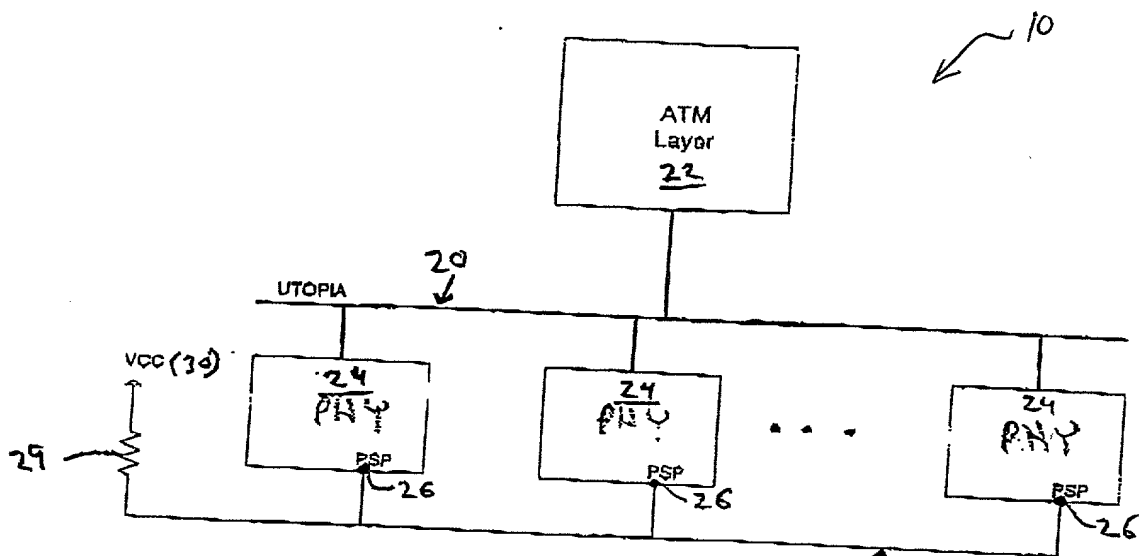 10
ATM
Layer
22
20
UTOPIA
VCC (30)
24
PHY
24
PHY
24
PHY
29
PSP
26
PSP
26
PSP
26